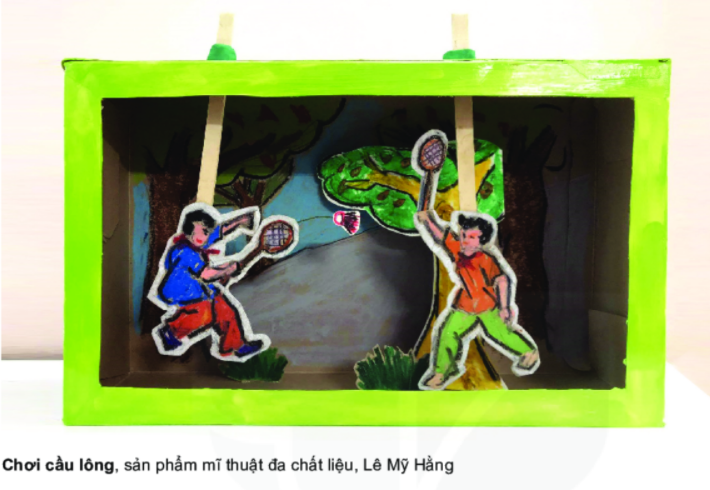 Chơi cầu lông, sản phẩm mĩ thuật đa chất liệu, Lê Mỹ Hằng